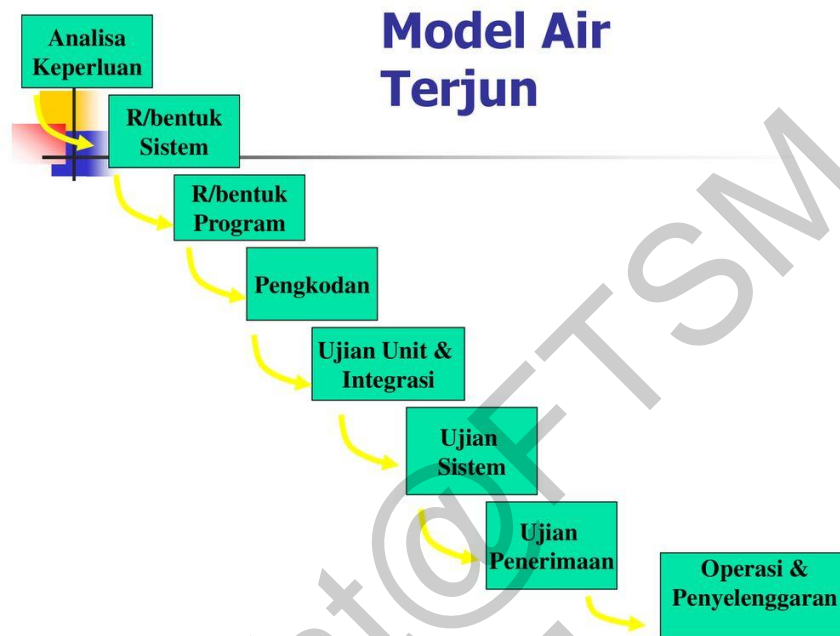 Model Air
Terjun
Analisa
Keperluan
R/bentuk
Sistem
R/bentuk
Program
Pengkodan
Ujian Unit &
Integrasi
Ujian
Sistem
Ujian
Penerimaan
Operasi &
Penyelenggaran
t@FTSM